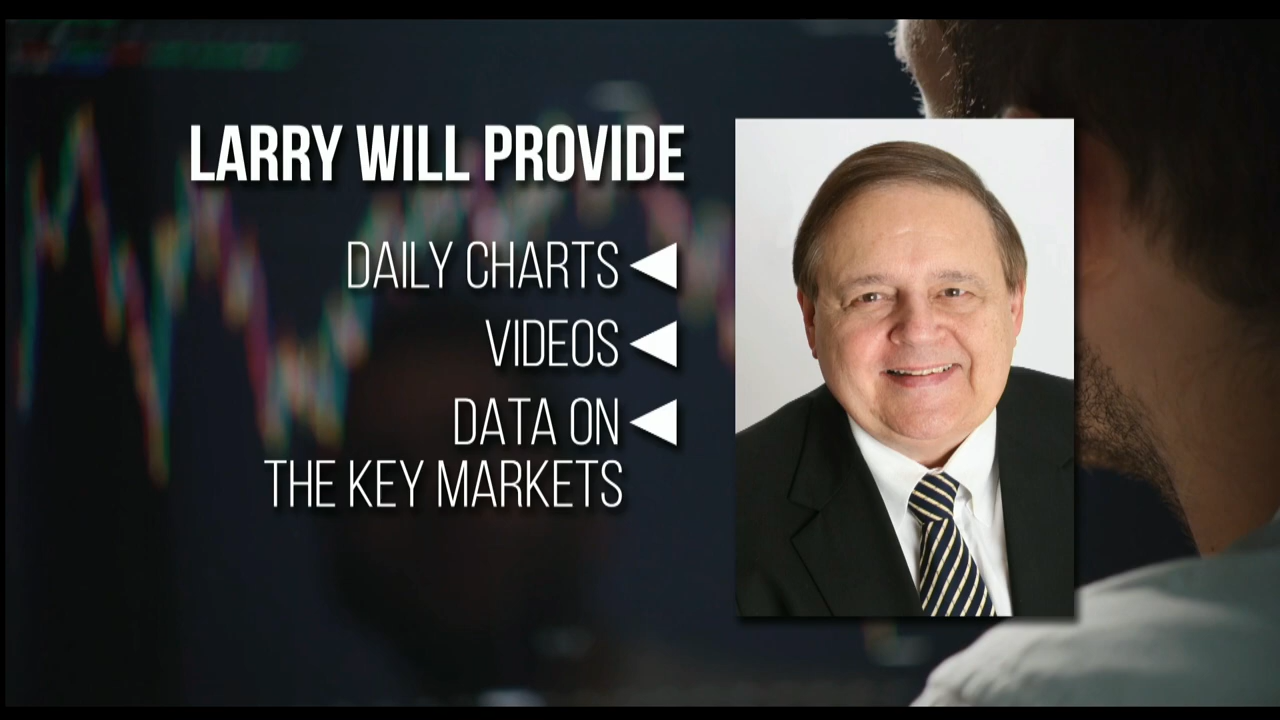 LARRY WILL PROVIDE
DAILY CHARTS
VIDEOS
DATA ON
THE KEY MARKETS